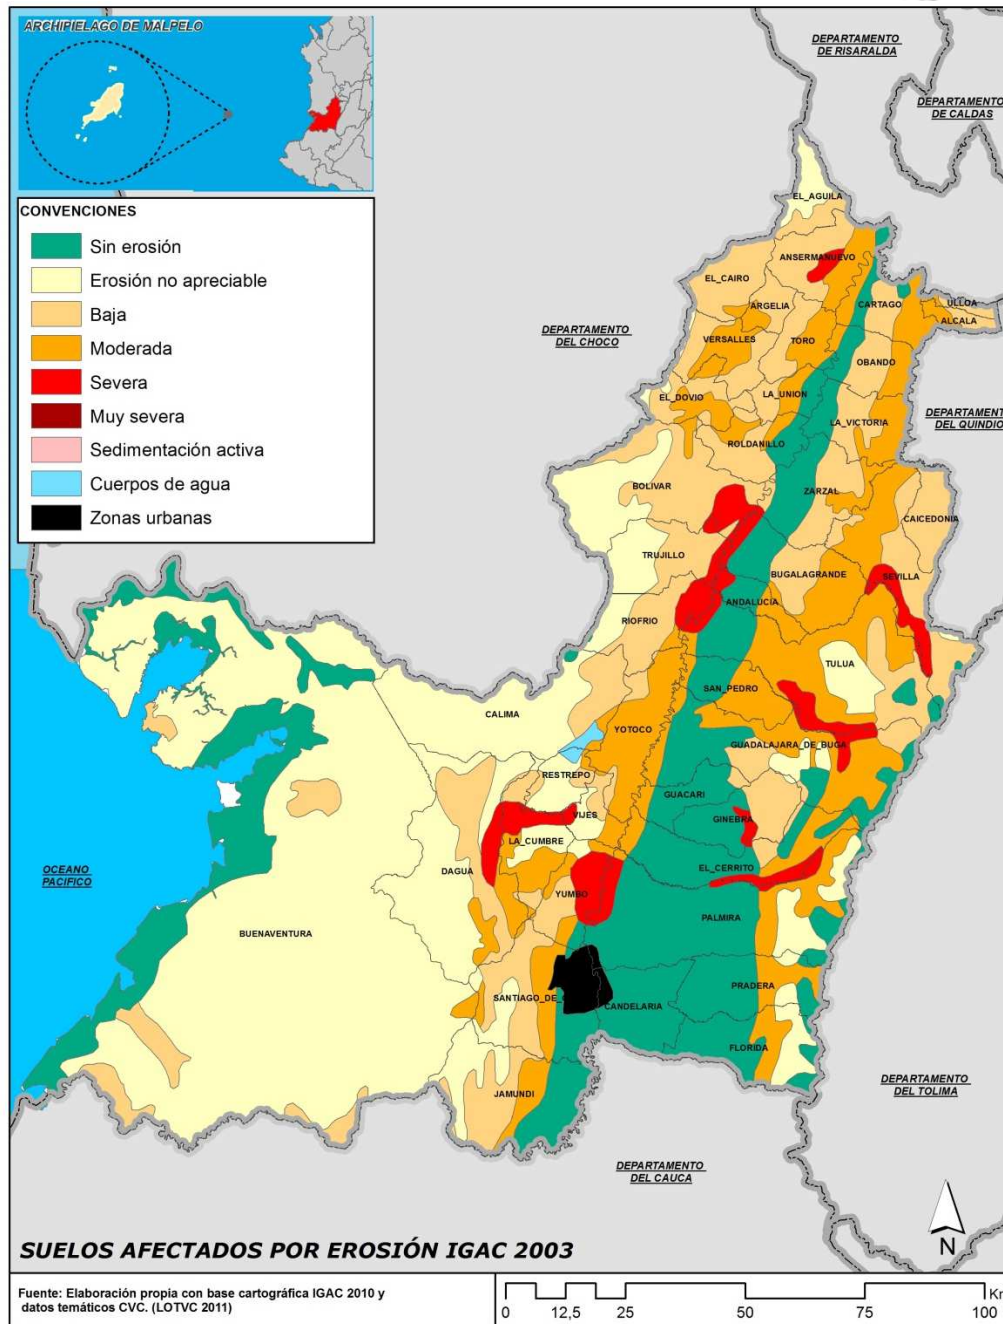 ARCHIPIELAGO DE MALPELO
DEPARTAMENTO
DE RISARALDA
DEPARTAMENTO
DE CALDAS
CONVENCIONES
Sin erosión
Erosión no apreciable
Baja
Moderada
Severa
Muy severa
Sedimentación activa
Cuerpos de agua
Zonas urbanas
EL_AGUILA
ANSERMANUEVO
EL_CAIRO
ARGELIA
CARTAGO
ULLOA
ALCALA
DEPARTAMENTO
DEL CHOCO
VERSALLES
TORO
OBANDO
EL_DOVIO
LA_UNION
LA_VICTORIA
DEPARTAMENTO
DEL QUINDIO
ROLDANILLO
BOLIVAR
ZARZAL
CAICEDONIA
TRUJILLO
BUGALAGRANDE
SEVILLA
ANDALUCIA
RIOFRIO
TULUA
SAN_PEDRO
CALIMA
YOTOCO
GUADALAJARA_DE_BUGA
RESTREPO
GUACARI
VIJES
GINEBRA
LA_CUMBRE
DAGUA
EL_CERRITO
OCEANO
PACIFICO
YUMBO
PALMIRA
BUENAVENTURA
PRADERA
SANTIAGO_DE_
CANDELARIA
FLORIDA
JAMUNDI
DEPARTAMENTO
DEL TOLIMA
DEPARTAMENTO
DEL CAUCA
N
SUELOS AFECTADOS POR EROSIÓN IGAC 2003
Fuente: Elaboración propia con base cartográfica IGAC 2010 y
datos temáticos CVC. (LOTVC 2011)
Km
0 12,5 25 50 75 100